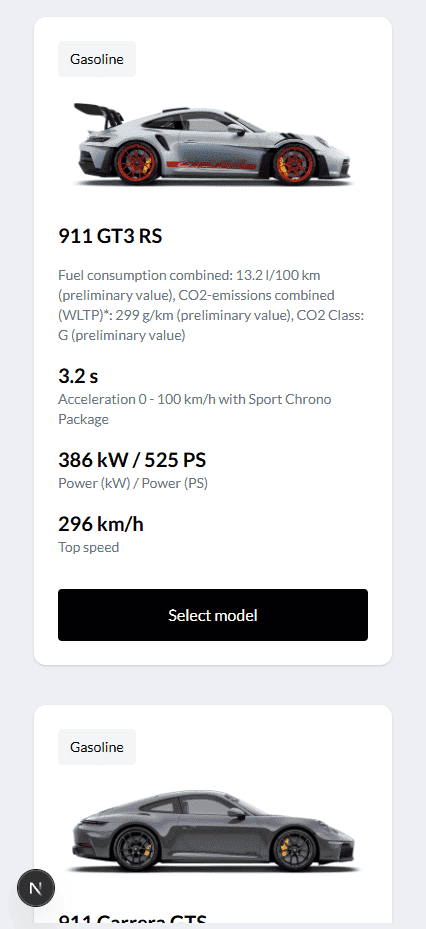 Gasoline
911 GT3 RS
Fuel consumption combined: 13.2 l/100 km
(preliminary value), CO2-emissions combined
(WLTP)*: 299 g/km (preliminary value), CO2 Class:
G (preliminary value)
3.2 s
Acceleration 0 - 100 km/h with Sport Chrono
Package
386 kW / 525 PS
Power (kW) / Power (PS)
296 km/h
Top speed
Select model
Gasoline
N
911 Carrera GTS